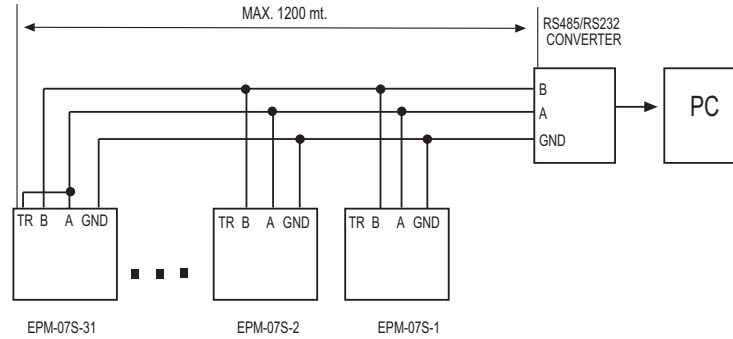 MAX. 1200 mt.
RS485/RS232
CONVERTER
B
A
GND
PC
TR B A GND
TR B A GND
TR B A GND
EPM-07S-31
EPM-07S-2
EPM-07S-1